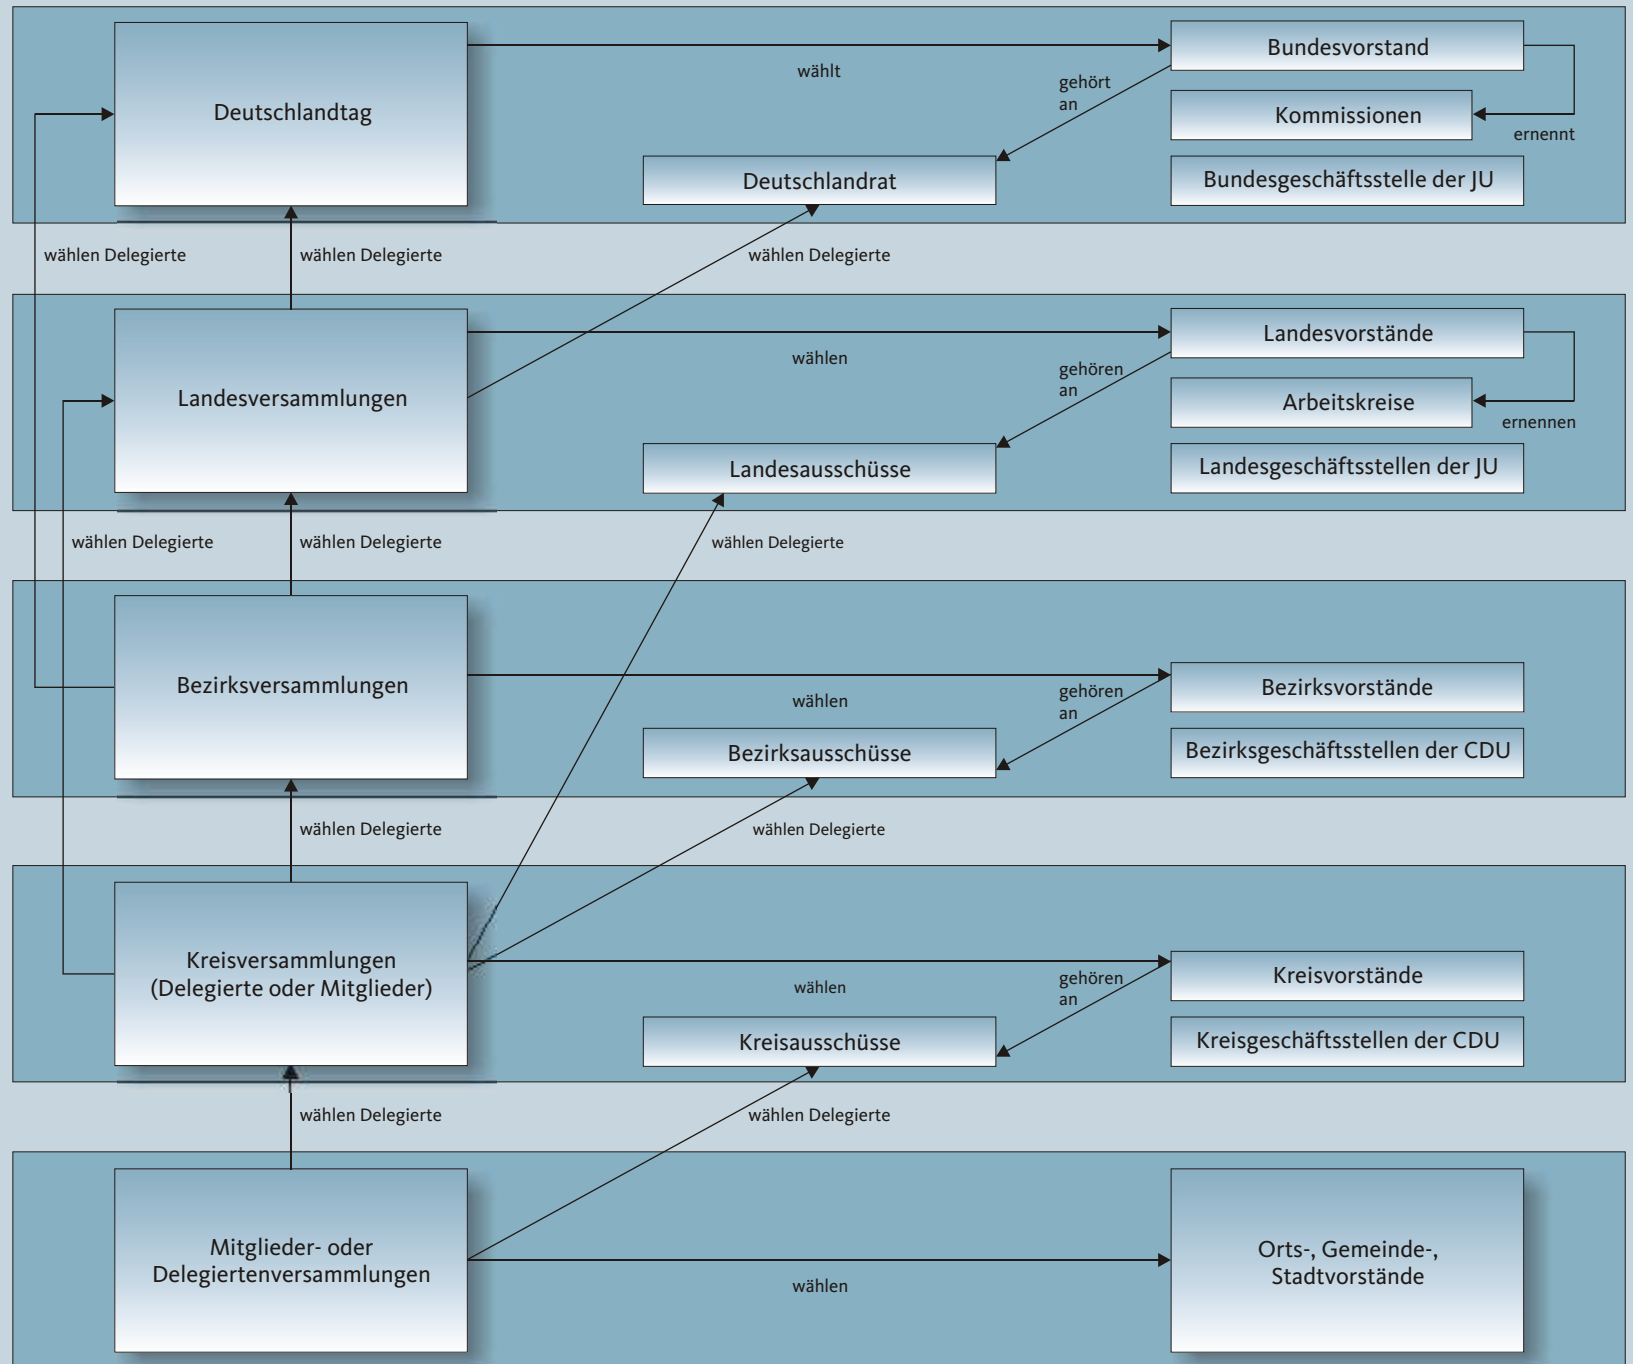 Deutschlandtag
wählt
Bundesvorstand
gehört
an
Kommissionen
ernennt
Deutschlandrat
Bundesgeschäftsstelle der JU
wählen Delegierte
wählen Delegierte
wählen Delegierte
Landesversammlungen
wählen
Landesvorstände
gehören
an
Arbeitskreise
ernennen
Landesausschüsse
Landesgeschäftsstellen der JU
wählen Delegierte
wählen Delegierte
wählen Delegierte
Bezirksversammlungen
wählen
gehören
an
Bezirksvorstände
Bezirksausschüsse
Bezirksgeschäftsstellen der CDU
wählen Delegierte
wählen Delegierte
Kreisversammlungen
(Delegierte oder Mitglieder)
wählen
gehören
an
Kreisvorstände
Kreisausschüsse
Kreisgeschäftsstellen der CDU
wählen Delegierte
wählen Delegierte
Mitglieder- oder
Delegiertenversammlungen
wählen
Orts-, Gemeinde-,
Stadtvorstände